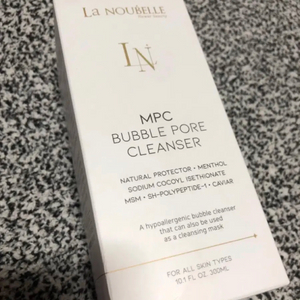 La NOUBELLE
LN
MPC
BUBBLE PORE
CLEANSER
NATURAL PROTECTOR • MENTHOL
SODIUM COCOYL ISETHIONATE
MSM • SH-POLYPEPTIDE-1 • CAVIAR
A hypoallergenic bubble cleanser
that can also be used
as a cleansing mask
FOR ALL SKIN TYPES
10.1 FL OZ. 300ML